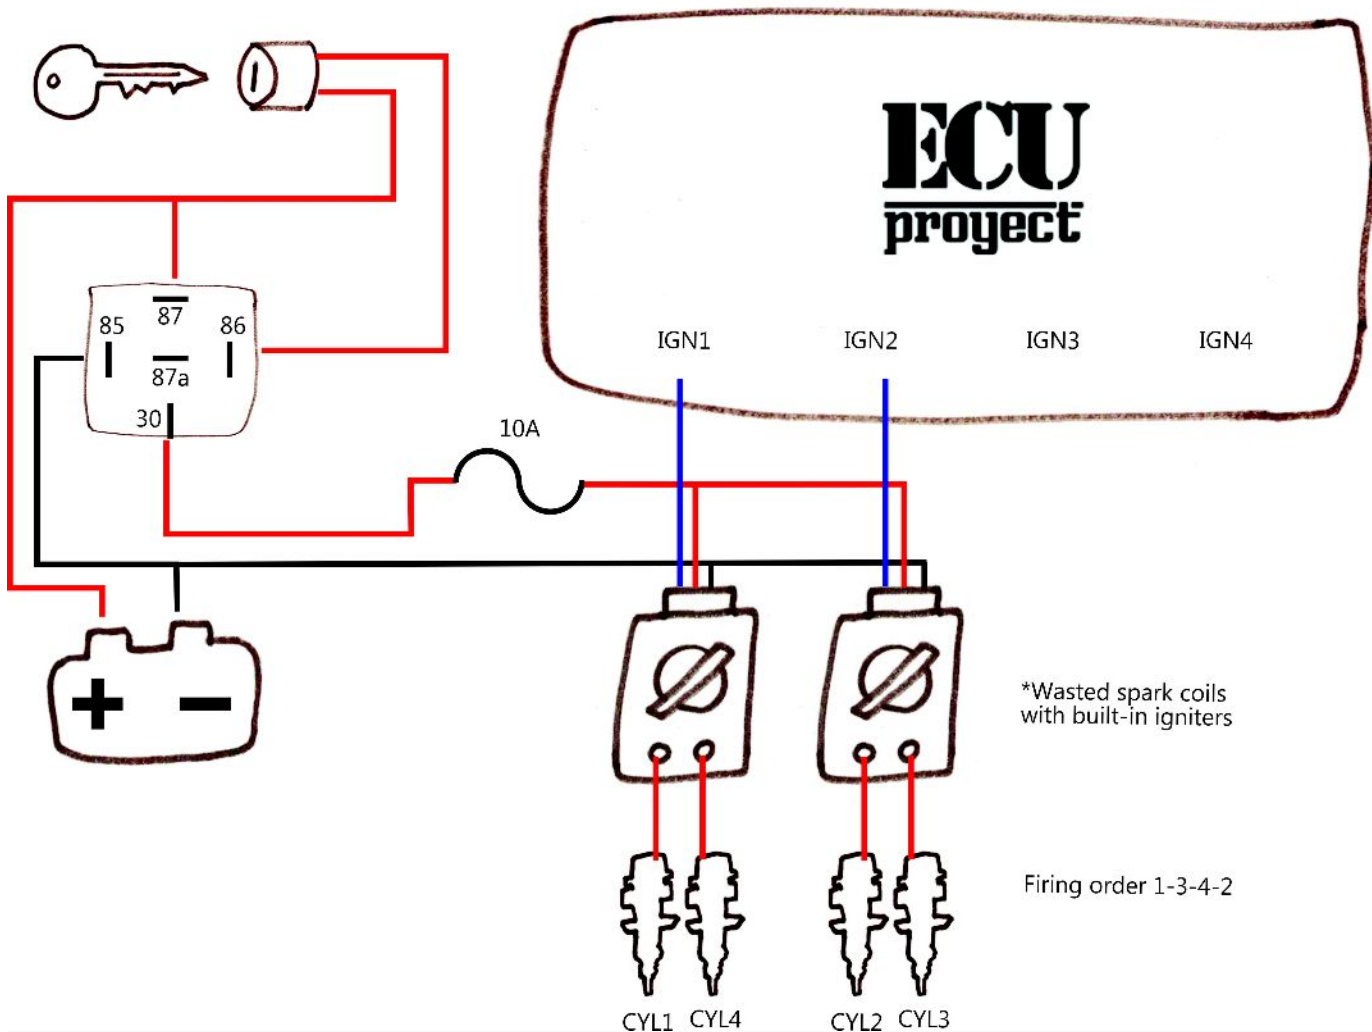 ECU
proyect
87
85
86
87a
30
IGN1
IGN2
IGN3
IGN4
10A
+
-
*Wasted spark coils
with built-in igniters
Firing order 1-3-4-2
CYL1
CYL4
CYL2
CYL3